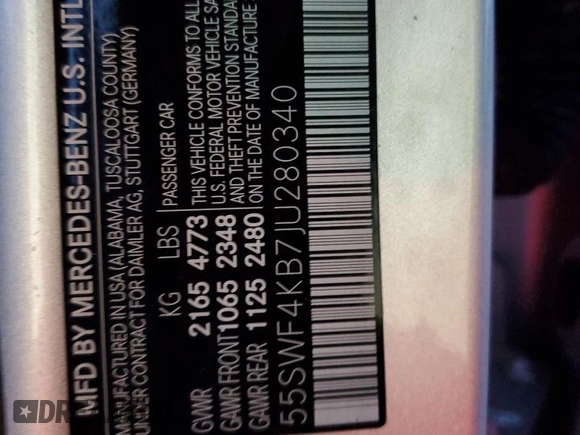 MFD BY MERCEDES-BENZ U.S. INTL
MANUFACTURED IN USA (ALABAMA, TUSCALOOSA COUNTY)
UNDER CONTRACT FOR DAIMLER AG, STUTTGART (GERMANY)
KG LBS PASSENGER CAR
GVWR 2165 4773 THIS VEHICLE CONFORMS TO ALL
GAWR FRONT 1065 2348 U.S. FEDERAL MOTOR VEHICLE SA
AND THEFT PREVENTION STANDA
GAWR REAR 1125 2480 ON THE DATE OF MANUFACTURE
55SWF4KB7JU280340